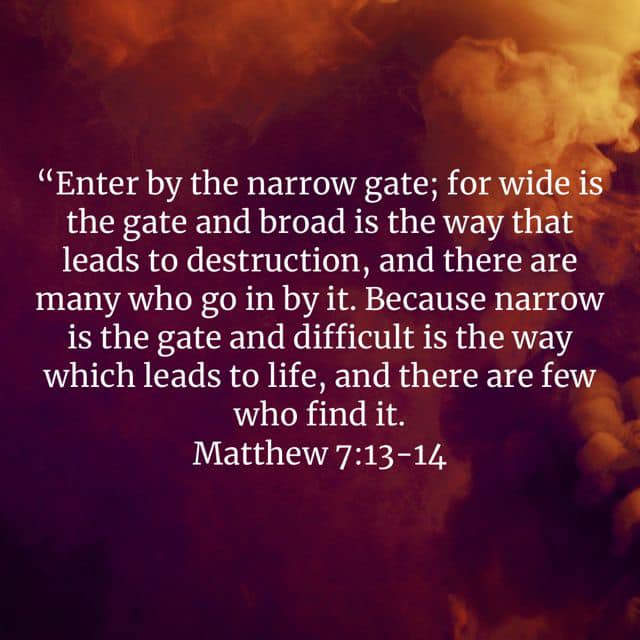 “Enter by the narrow gate; for wide is
the gate and broad is the way that
leads to destruction, and there are
many who go in by it. Because narrow
is the gate and difficult is the way
which leads to life, and there are few
who find it.
Matthew 7:13-14